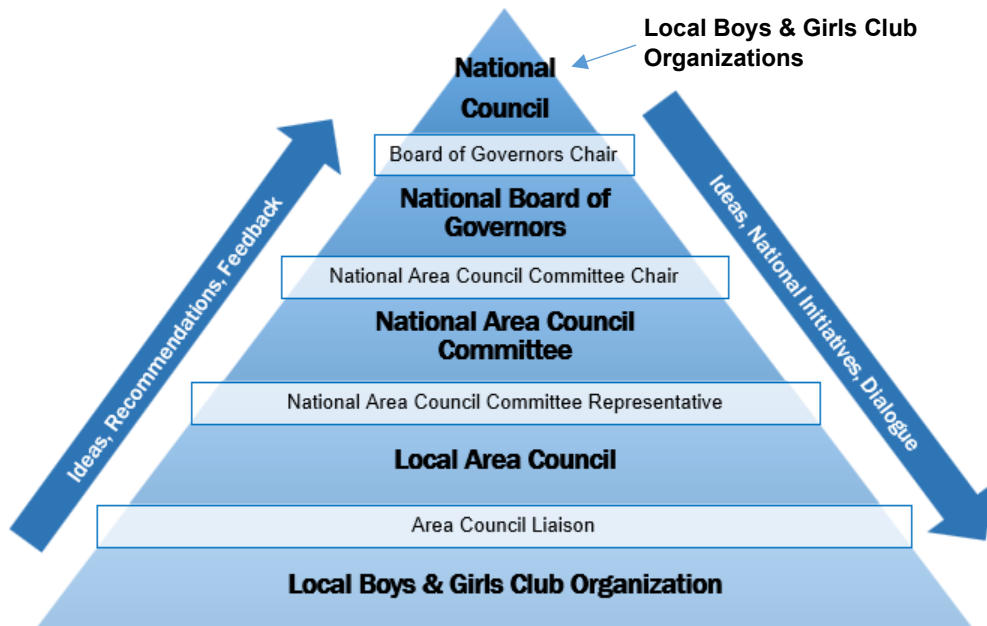 Local Boys & Girls Club
Organizations
National
Council
Board of Governors Chair
National Board of
Governors
National Area Council Committee Chair
National Area Council
Committee
National Area Council Committee Representative
Local Area Council
Area Council Liaison
Local Boys & Girls Club Organization
Ideas, Recommendations, Feedback
Ideas, National Initiatives, Dialogue